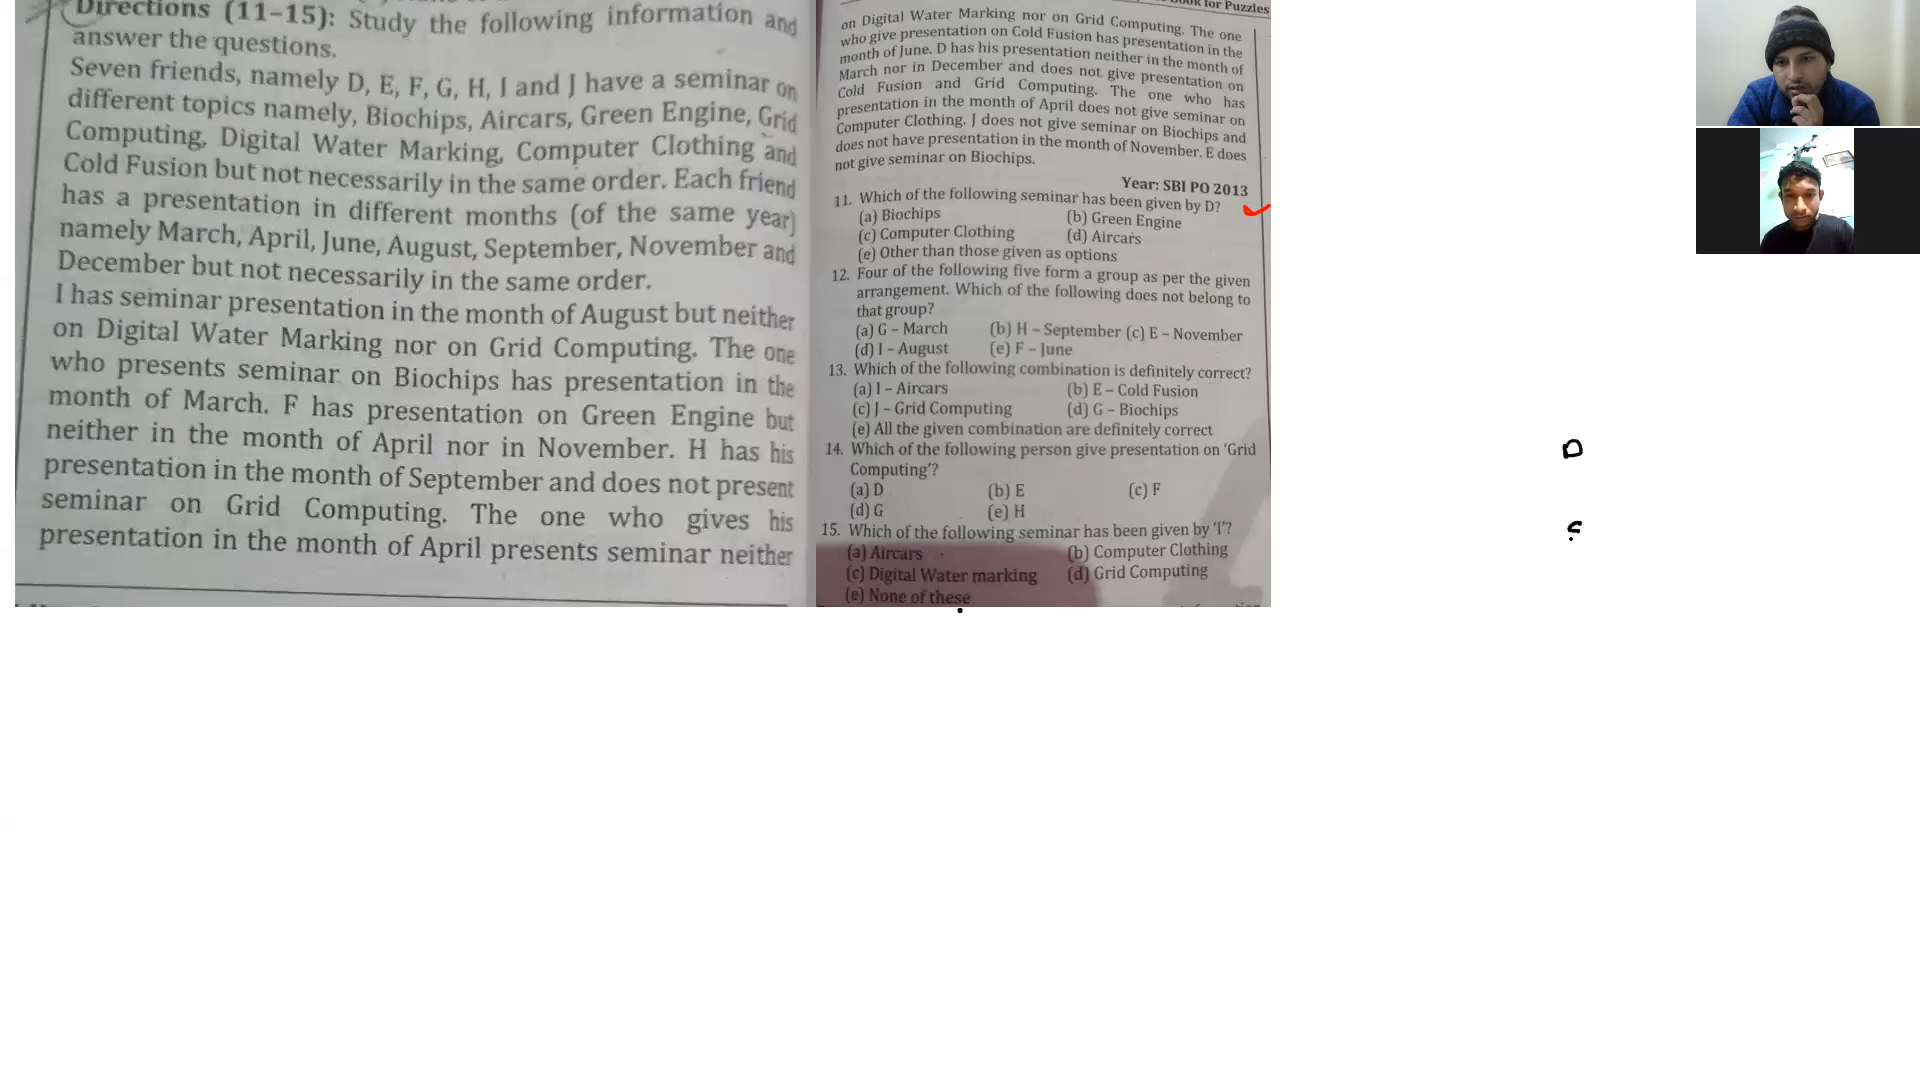 Directions (11–15): Study the following information and
answer the questions.
Seven friends, namely D, E, F, G, H, I and J have a seminar on
different topics namely, Biochips, Aircars, Green Engine, Grid
Computing, Digital Water Marking, Computer Clothing and
Cold Fusion but not necessarily in the same order. Each friend
has a presentation in different months (of the same year)
namely March, April, June, August, September, November and
December but not necessarily in the same order.
I has seminar presentation in the month of August but neither
on Digital Water Marking nor on Grid Computing. The one
who presents seminar on Biochips has presentation in the
month of March. F has presentation on Green Engine but
neither in the month of April nor in November. H has his
presentation in the month of September and does not present
seminar on Grid Computing. The one who gives his
presentation in the month of April presents seminar neither
for Puzzles
on Digital Water Marking nor on Grid Computing. The one
who give presentation on Cold Fusion has presentation in the
month of June. D has his presentation neither in the month of
March nor in December and does not give presentation on
Cold Fusion and Grid Computing. The one who has
presentation in the month of April does not give seminar on
Computer Clothing. J does not give seminar on Biochips and
does not have presentation in the month of November. E does
not give seminar on Biochips.
Year: SBI PO 2013
11. Which of the following seminar has been given by D?
(a) Biochips (b) Green Engine
(c) Computer Clothing (d) Aircars
(e) Other than those given as options
12. Four of the following five form a group as per the given
arrangement. Which of the following does not belong to
that group?
(a) G – March (b) H – September (c) E – November
(d) I – August (e) F – June
13. Which of the following combination is definitely correct?
(a) I – Aircars (b) E – Cold Fusion
(c) J – Grid Computing (d) G – Biochips
(e) All the given combination are definitely correct
14. Which of the following person give presentation on ‘Grid
Computing’?
(a) D (b) E (c) F
(d) G (e) H
15. Which of the following seminar has been given by ‘I’?
(a) Aircars (b) Computer Clothing
(c) Digital Water marking (d) Grid Computing
(e) None of these
D